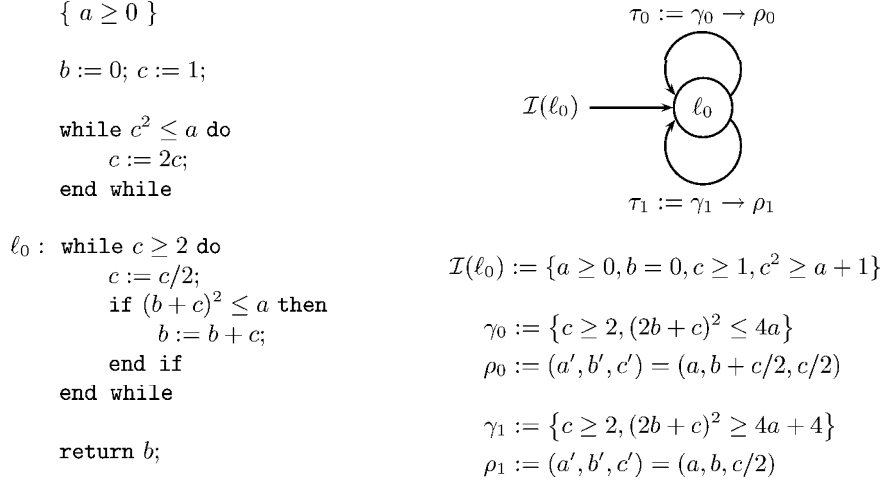 { a ≥ 0 }
b := 0; c := 1;
while c² ≤ a do
c := 2c;
end while
ℓ₀ : while c ≥ 2 do
c := c/2;
if (b + c)² ≤ a then
b := b + c;
end if
end while
return b;
τ₀ := γ₀ → ρ₀
I(ℓ₀)
ℓ₀
τ₁ := γ₁ → ρ₁
I(ℓ₀) := {a ≥ 0, b = 0, c ≥ 1, c² ≥ a + 1}
γ₀ := {c ≥ 2, (2b + c)² ≤ 4a}
ρ₀ := (a′, b′, c′) = (a, b + c/2, c/2)
γ₁ := {c ≥ 2, (2b + c)² ≥ 4a + 4}
ρ₁ := (a′, b′, c′) = (a, b, c/2)